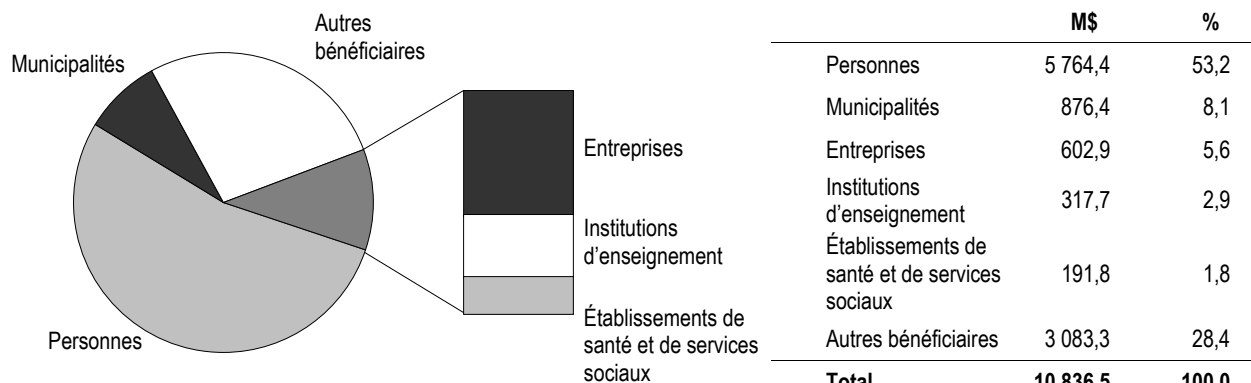 Autres
bénéficiaires
Municipalités
Entreprises
Institutions
d'enseignement
Établissements de
santé et de services
sociaux
Personnes
M$ %
Personnes 5 764,4 53,2
Municipalités 876,4 8,1
Entreprises 602,9 5,6
Institutions
d'enseignement 317,7 2,9
Établissements de
santé et de services 191,8 1,8
sociaux
Autres bénéficiaires 3 083,3 28,4
Total 10 836,5 100,0